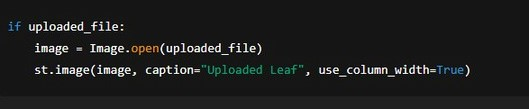 if uploaded_file:
    image = Image.open(uploaded_file)
    st.image(image, caption="Uploaded Leaf", use_column_width=True)